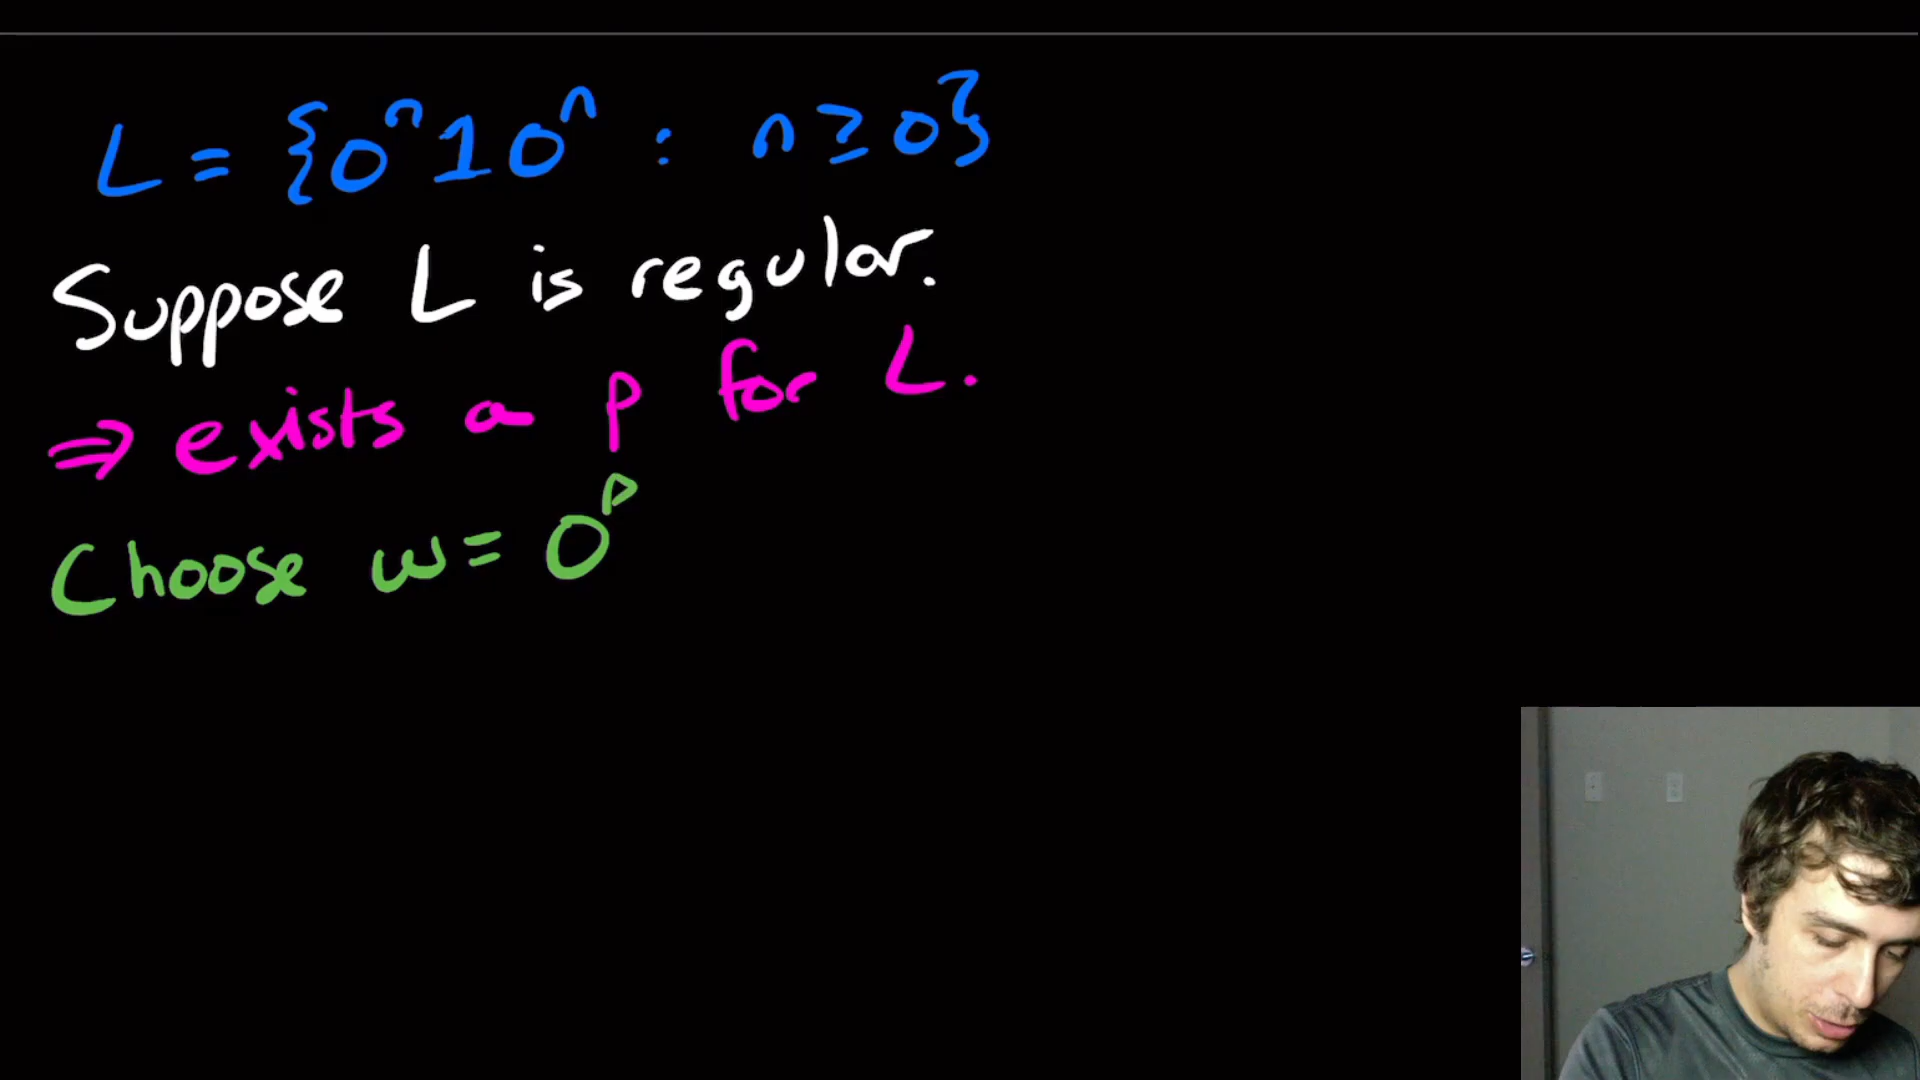 L = {0ⁿ10ⁿ : n ≥ 0}
Suppose L is regular.
⇒ exists a p for L.
Choose w = 0ᵖ